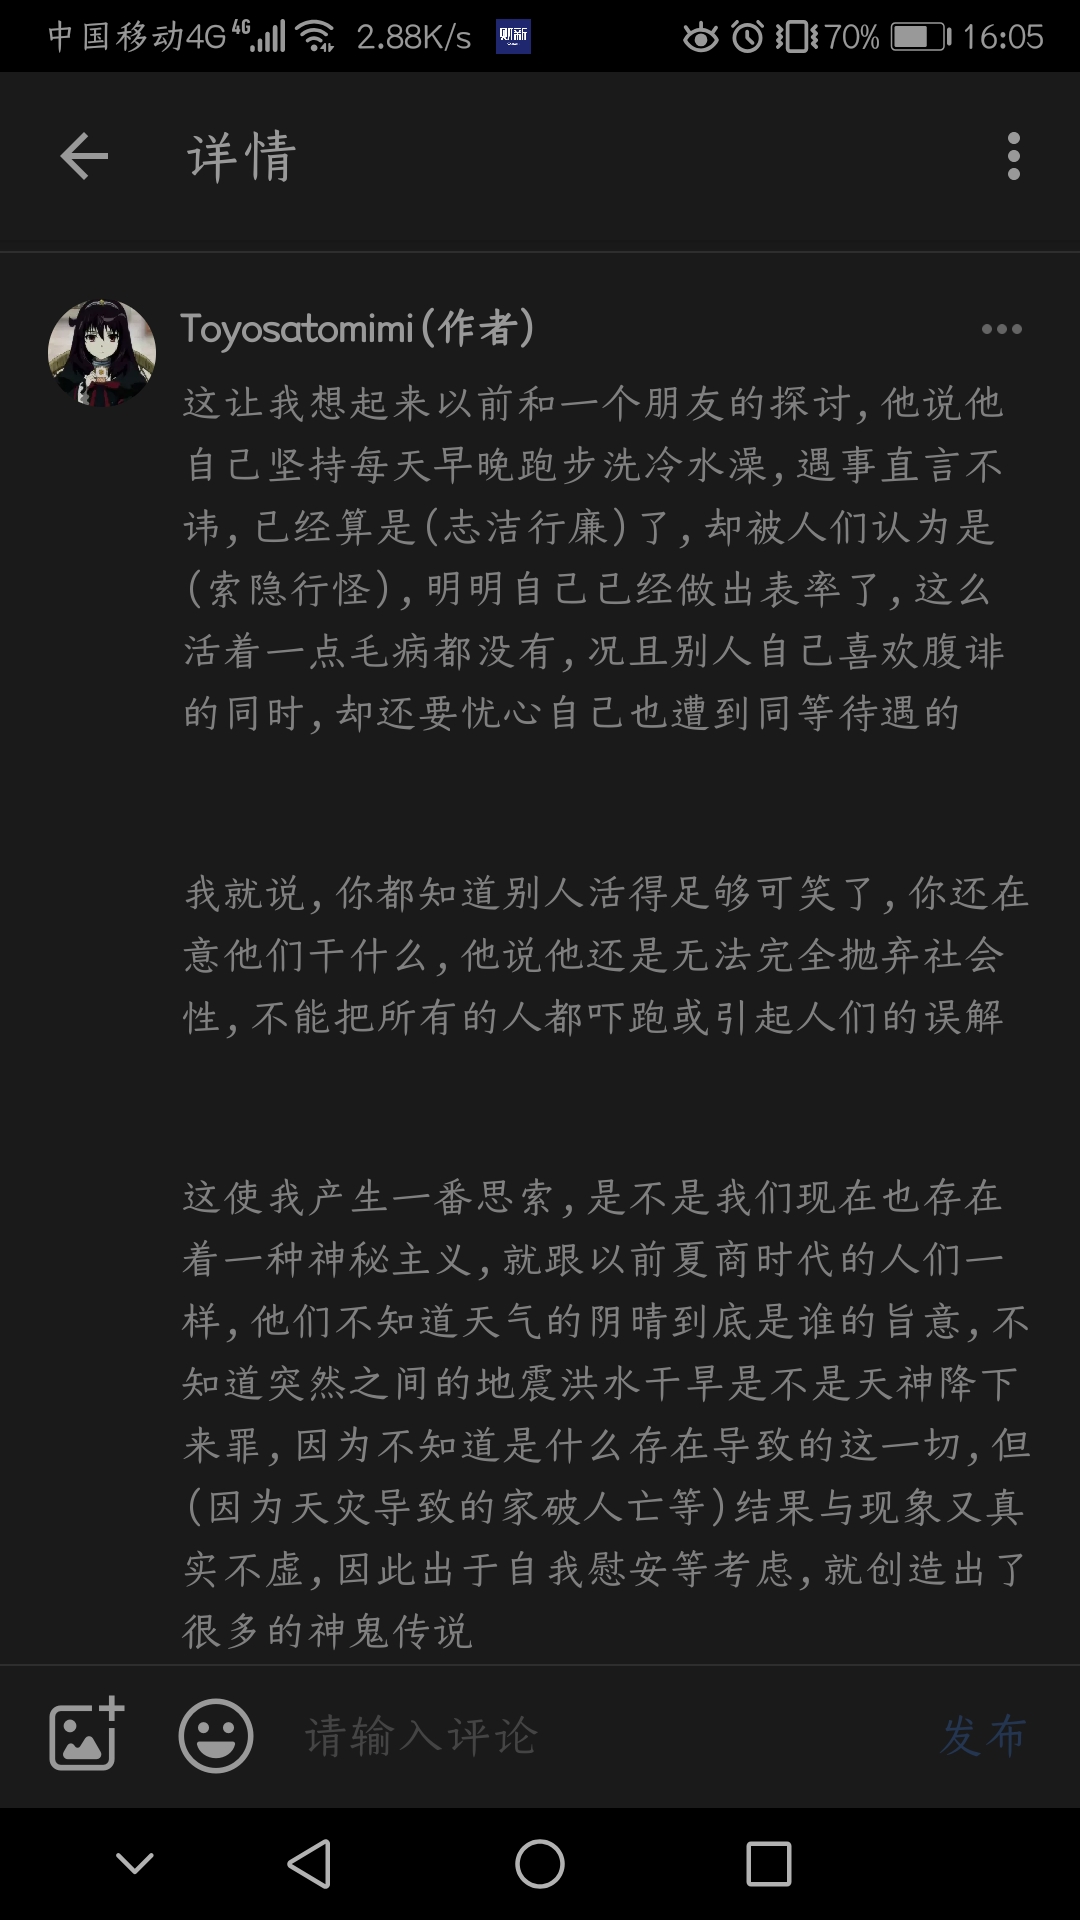 中国移动4G 4G 2.88K/s 财新 70% 16:05
详情
Toyosatomimi(作者)
这让我想起来以前和一个朋友的探讨,他说他
自己坚持每天早晚跑步洗冷水澡,遇事直言不
讳,已经算是(志洁行廉)了,却被人们认为是
(索隐行怪),明明自己已经做出表率了,这么
活着一点毛病都没有,况且别人自己喜欢腹诽
的同时,却还要忧心自己也遭到同等待遇的
我就说,你都知道别人活得足够可笑了,你还在
意他们干什么,他说他还是无法完全抛弃社会
性,不能把所有的人都吓跑或引起人们的误解
这使我产生一番思索,是不是我们现在也存在
着一种神秘主义,就跟以前夏商时代的人们一
样,他们不知道天气的阴晴到底是谁的旨意,不
知道突然之间的地震洪水干旱是不是天神降下
来罪,因为不知道是什么存在导致的这一切,但
(因为天灾导致的家破人亡等)结果与现象又真
实不虚,因此出于自我慰安等考虑,就创造出了
很多的神鬼传说
请输入评论
发布